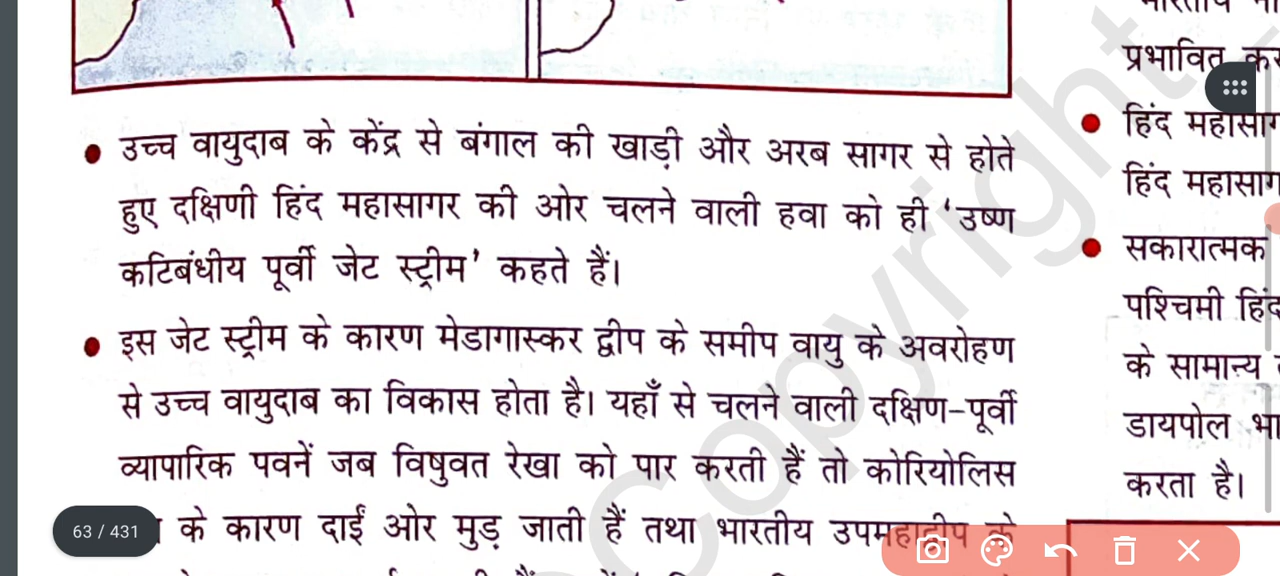 उच्च वायुदाब के केंद्र से बंगाल की खाड़ी और अरब सागर से होते
हुए दक्षिणी हिंद महासागर की ओर चलने वाली हवा को ही ‘उष्ण
कटिबंधीय पूर्वी जेट स्ट्रीम’ कहते हैं।
इस जेट स्ट्रीम के कारण मेडागास्कर द्वीप के समीप वायु के अवरोहण
से उच्च वायुदाब का विकास होता है। यहाँ से चलने वाली दक्षिण-पूर्वी
व्यापारिक पवनें जब विषुवत रेखा को पार करती हैं तो कोरियोलिस
के कारण दाईं ओर मुड़ जाती हैं तथा भारतीय उपमहाद्वीप के
प्रभावित
हिंद
हिंद
सकारात्मक
पश्चिमी
के सामान्य
डायपोल
करता है।
63 / 431
Copyright